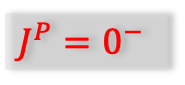 J^P = 0^-